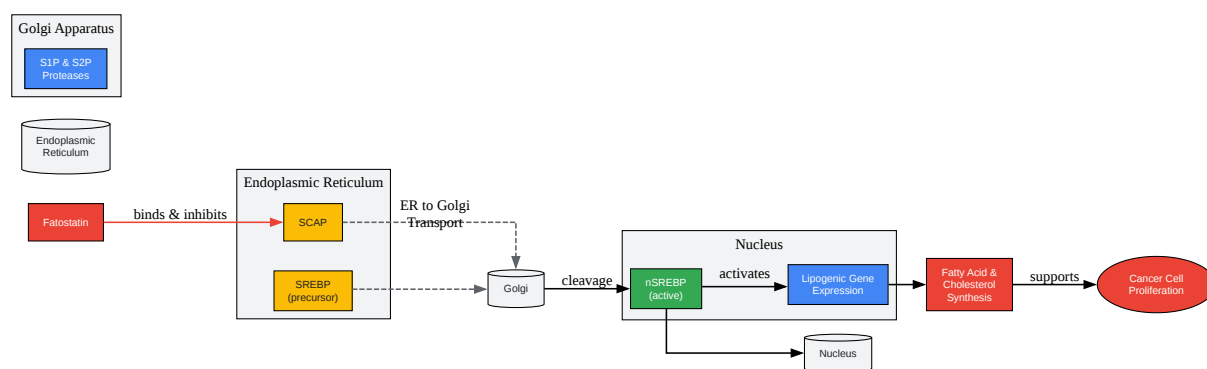 Golgi Apparatus
S1P & S2P
Proteases
Endoplasmic
Reticulum
Fatostatin
binds & inhibits
Endoplasmic Reticulum
SCAP
SREBP
(precursor)
ER to Golgi
Transport
Golgi
cleavage
Nucleus
nSREBP
(active)
activates
Lipogenic Gene
Expression
Nucleus
Fatty Acid &
Cholesterol
Synthesis
supports
Cancer Cell
Proliferation